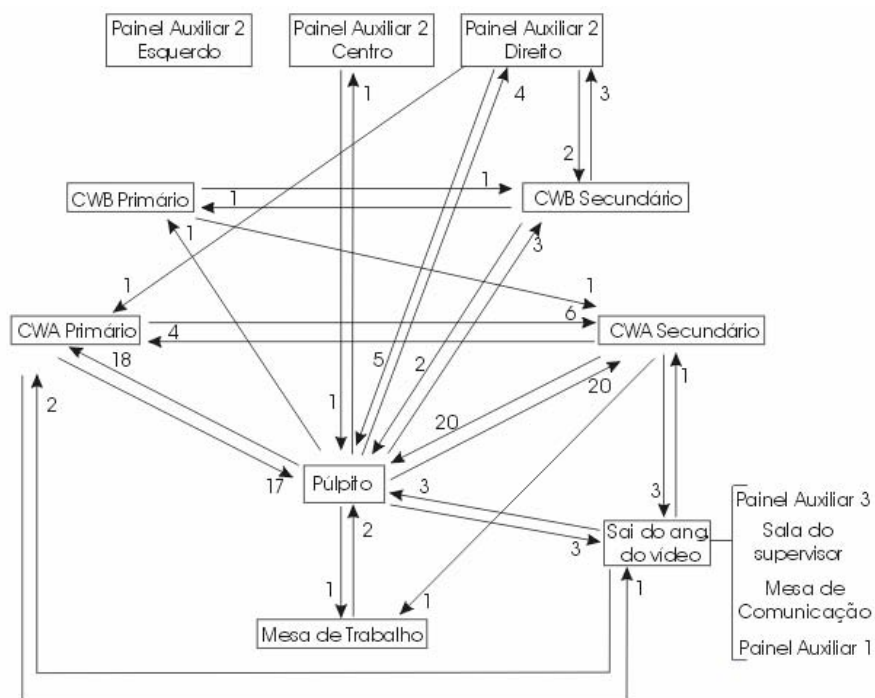 Painel Auxiliar 2
Esquerdo
Painel Auxiliar 2
Centro
Painel Auxiliar 2
Direito
1
4
3
2
CWB Primário
1
1
CWB Secundário
1
3
1
1
CWA Primário
4
6
CWA Secundário
18
5
2
1
2
1
20
20
17
Púlpito
3
3
3
2
Sai do ang.
do vídeo
Painel Auxiliar 3
Sala do
supervisor
Mesa de
Comunicação
Painel Auxiliar 1
1
1
1
Mesa de Trabalho